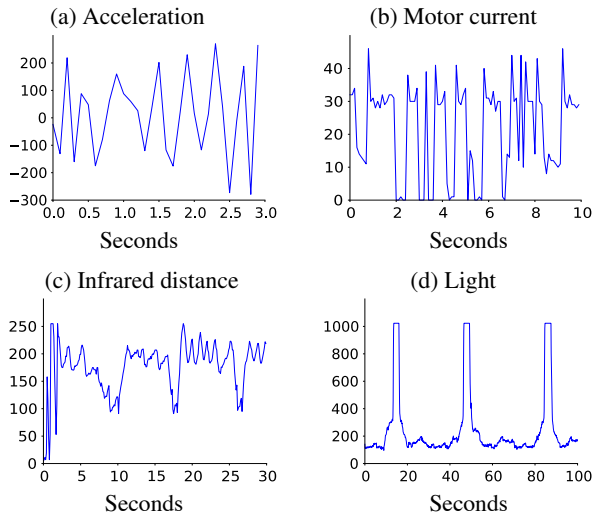 (a) Acceleration
300
200
100
0
−100
−200
−300
0.0 0.5 1.0 1.5 2.0 2.5 3.0
Seconds
(b) Motor current
50
40
30
20
10
0
0 2 4 6 8 10
Seconds
(c) Infrared distance
250
200
150
100
50
0
0 5 10 15 20 25 30
Seconds
(d) Light
1000
800
600
400
200
0
0 20 40 60 80 100
Seconds